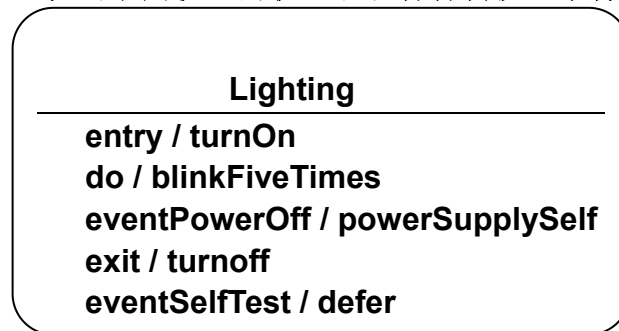 Lighting
entry / turnOn
do / blinkFiveTimes
eventPowerOff / powerSupplySelf
exit / turnoff
eventSelfTest / defer